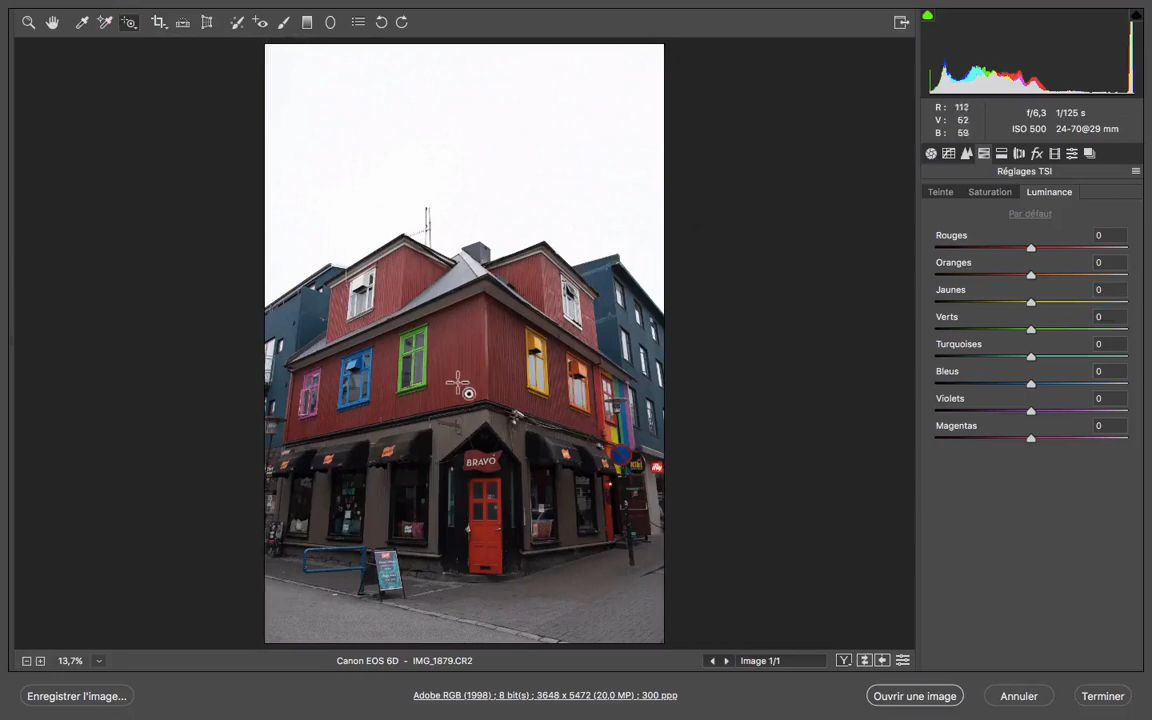 R : 112
V : 62
B : 59
f/6,3 1/125 s
ISO 500 24-70@29 mm
Réglages TSI
Teinte Saturation Luminance
Par défaut
Rouges 0
Oranges 0
Jaunes 0
Verts 0
Turquoises 0
Bleus 0
Violets 0
Magentas 0
BRAVO
13,7%
Canon EOS 6D - IMG_1879.CR2
Y
Image 1/1
Enregistrer l'image...
Adobe RGB (1998) ; 8 bit(s) ; 3648 x 5472 (20,0 MP) ; 300 ppp
Ouvrir une image
Annuler
Terminer